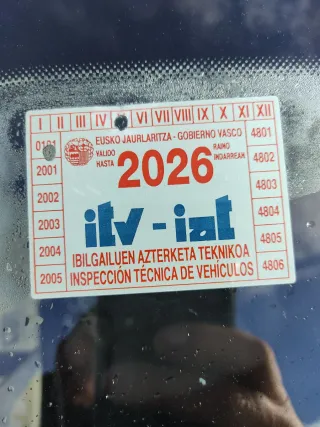 I II III IV VI VII VIII IX X XI XII
EUSKO JAURLARITZA - GOBIERNO VASCO
VÁLIDO HASTA
2026
RAINO INDARREAN
2001
2002
2003
2004
2005
4801
4802
4803
4804
4805
4806
itv - iat
IBILGAILUEN AZTERKETA TEKNIKOA
INSPECCIÓN TÉCNICA DE VEHÍCULOS